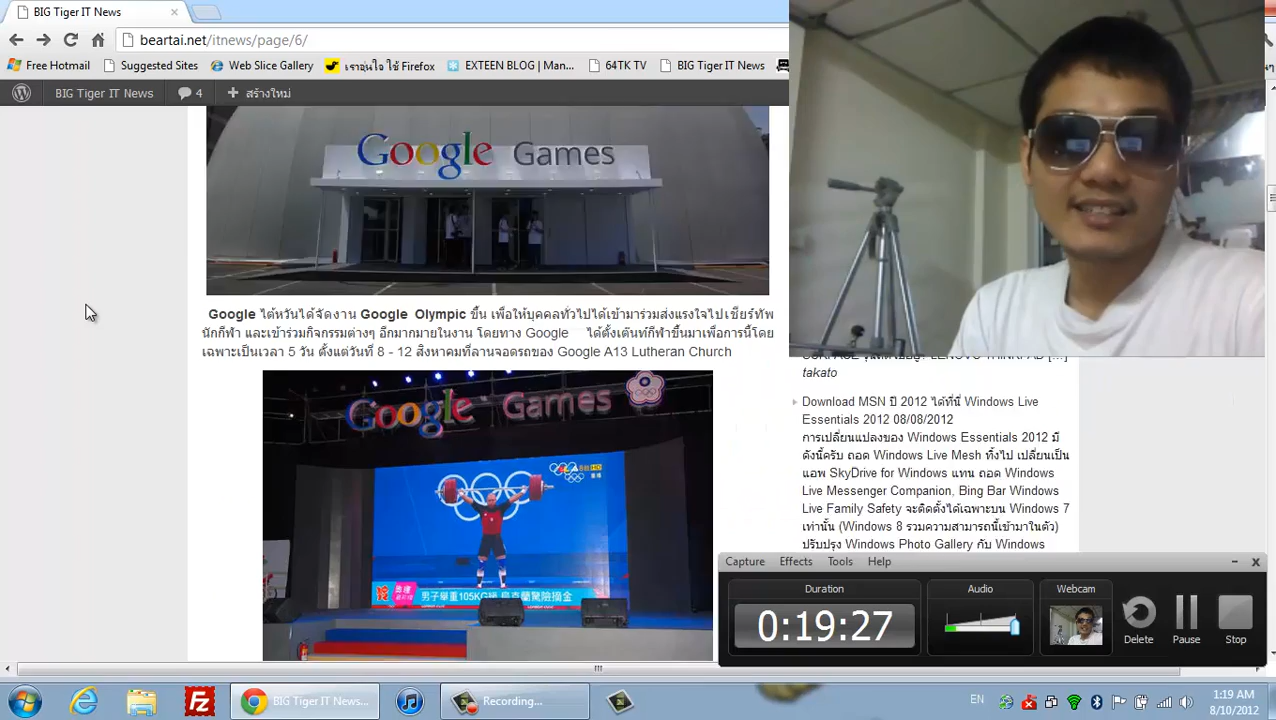 BIG Tiger IT News
beartai.net/itnews/page/6/
Free Hotmail Suggested Sites Web Slice Gallery เราอุ่นใจ ใช้ Firefox EXTEEN BLOG | Man... 64TK TV BIG Tiger IT News
BIG Tiger IT News 4 + สร้างใหม่
Google Games
Google ไต้หวันได้จัดงาน Google Olympic ขึ้น เพื่อให้บุคคลทั่วไปได้เข้ามาร่วมส่งแรงใจไปเชียร์ทัพ
นักกีฬา และเข้าร่วมกิจกรรมต่างๆ อีกมากมายในงาน โดยทาง Google ได้ตั้งเต้นท์กีฬาขึ้นมาเพื่อการนี้โดย
เฉพาะเป็นเวลา 5 วัน ตั้งแต่วันที่ 8 - 12 สิงหาคมที่ลานจอดรถของ Google A13 Lutheran Church
Google Games
男子舉重105KG級
takato
Download MSN ปี 2012 ได้ที่นี่ Windows Live
Essentials 2012 08/08/2012
การเปลี่ยนแปลงของ Windows Essentials 2012 มี
ดังนี้ครับ ถอด Windows Live Mesh ทิ้งไป เปลี่ยนเป็น
แอพ SkyDrive for Windows แทน ถอด Windows
Live Messenger Companion, Bing Bar Windows
Live Family Safety จะติดตั้งได้เฉพาะบน Windows 7
เท่านั้น (Windows 8 รวมความสามารถนี้เข้ามาในตัว)
ปรับปรุง Windows Photo Gallery กับ Windows
Capture Effects Tools Help
Duration Audio Webcam
0:19:27
Delete Pause Stop
BIG Tiger IT News... Recording... EN
1:19 AM
8/10/2012